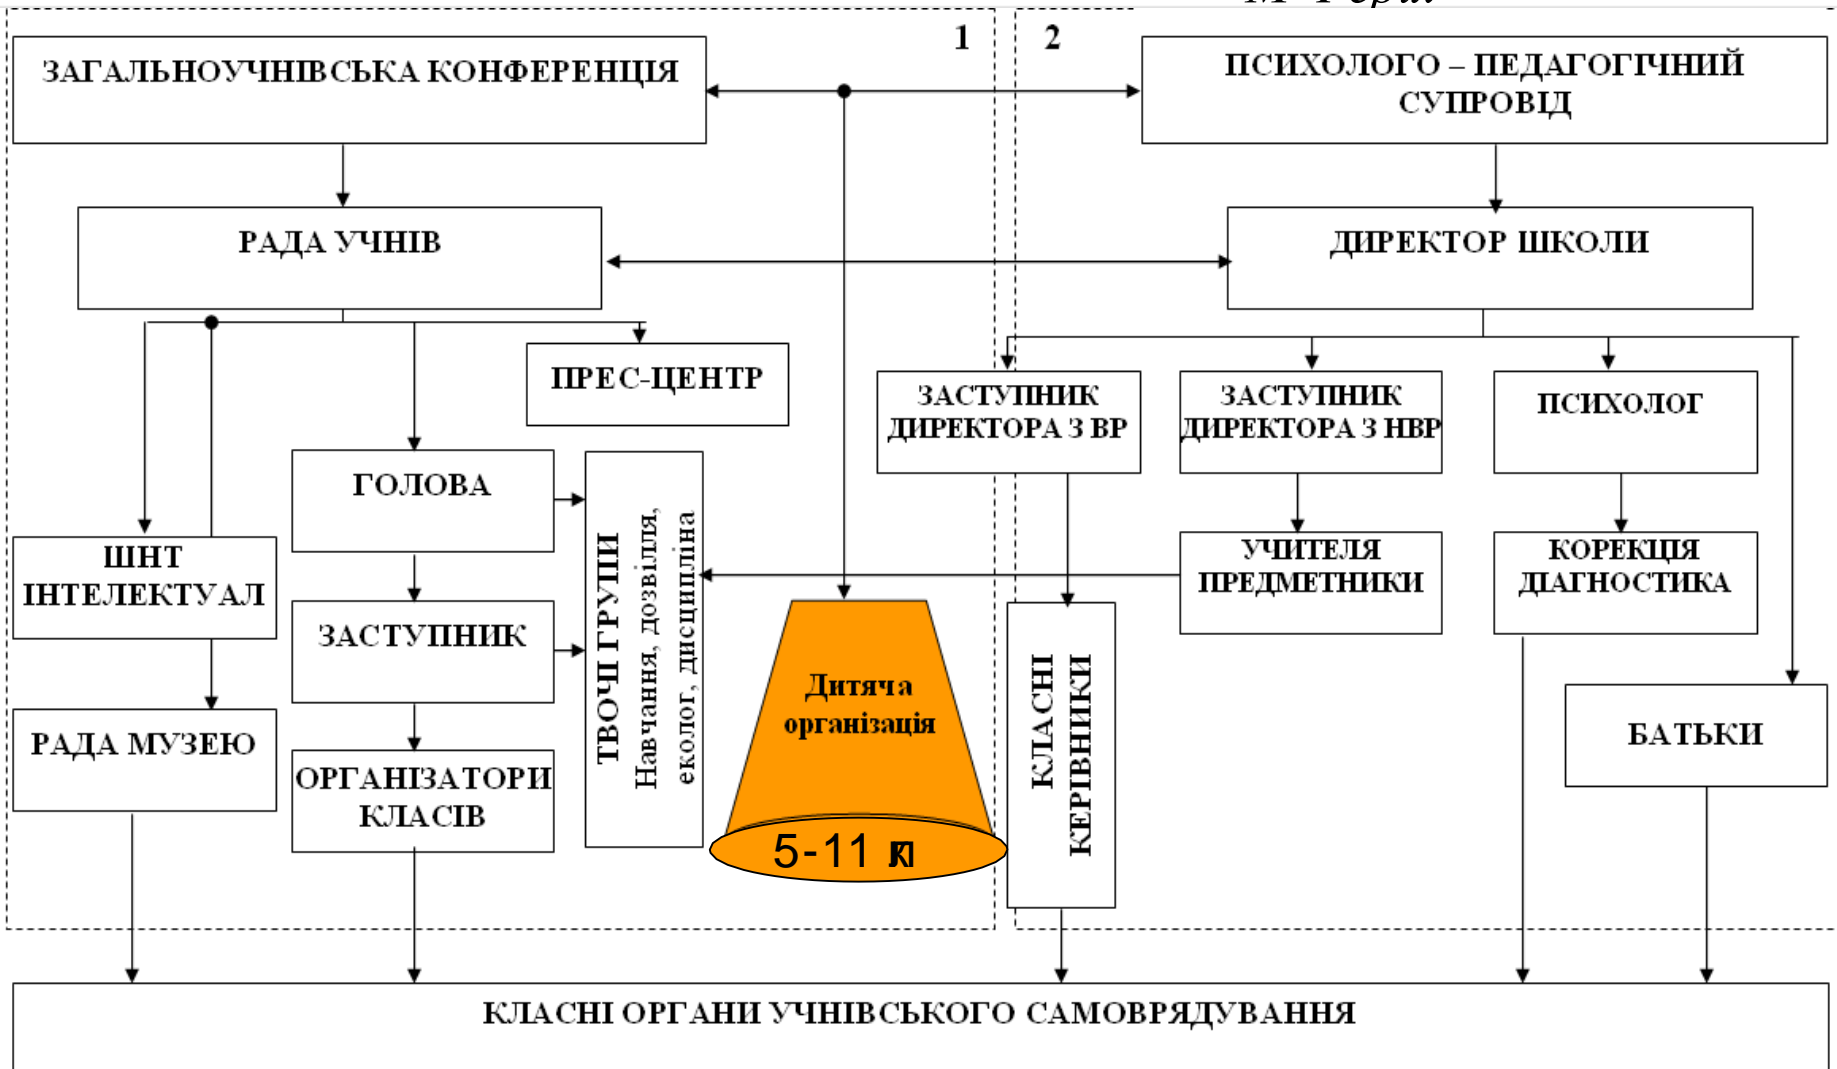 1
2
ЗАГАЛЬНОУЧНІВСЬКА КОНФЕРЕНЦІЯ
ПСИХОЛОГО – ПЕДАГОГІЧНИЙ
СУПРОВІД
РАДА УЧНІВ
ДИРЕКТОР ШКОЛИ
ПРЕС-ЦЕНТР
ЗАСТУПНИК
ДИРЕКТОРА З ВР
ЗАСТУПНИК
ДИРЕКТОРА З НВР
ПСИХОЛОГ
ГОЛОВА
ШНТ
ІНТЕЛЕКТУАЛ
ЗАСТУПНИК
ТВОЧІ ГРУПИ
Навчання, дозвілля,
еколог, дисципліна
УЧИТЕЛЯ
ПРЕДМЕТНИКИ
КОРЕКЦІЯ
ДІАГНОСТИКА
Дитяча
організація
5-11 кл
КЛАСНІ
КЕРІВНИКИ
РАДА МУЗЕЮ
ОРГАНІЗАТОРИ
КЛАСІВ
БАТЬКИ
КЛАСНІ ОРГАНИ УЧНІВСЬКОГО САМОВРЯДУВАННЯ